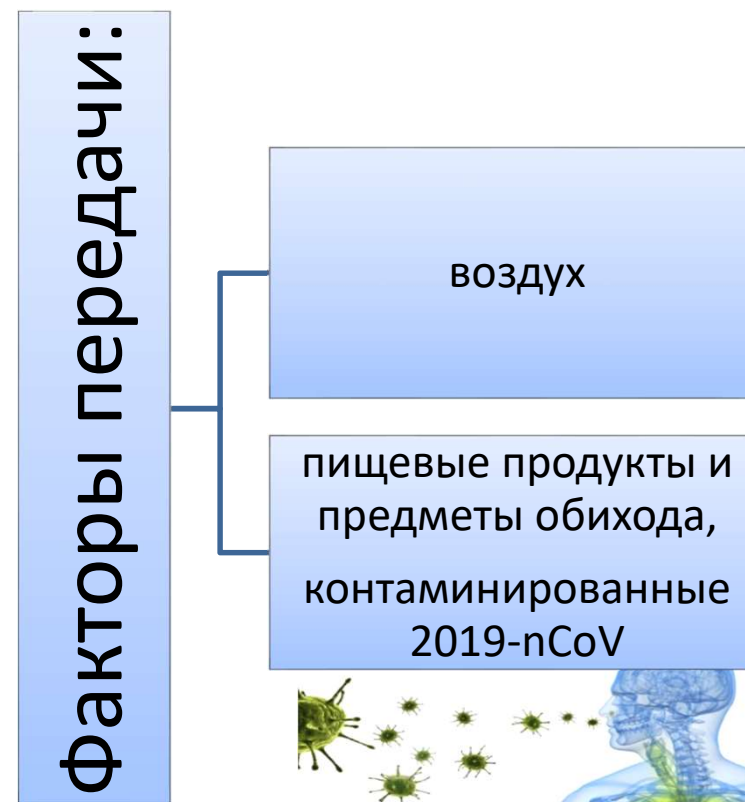 Факторы передачи:
воздух
пищевые продукты и
предметы обихода,
контаминированные
2019-nCoV